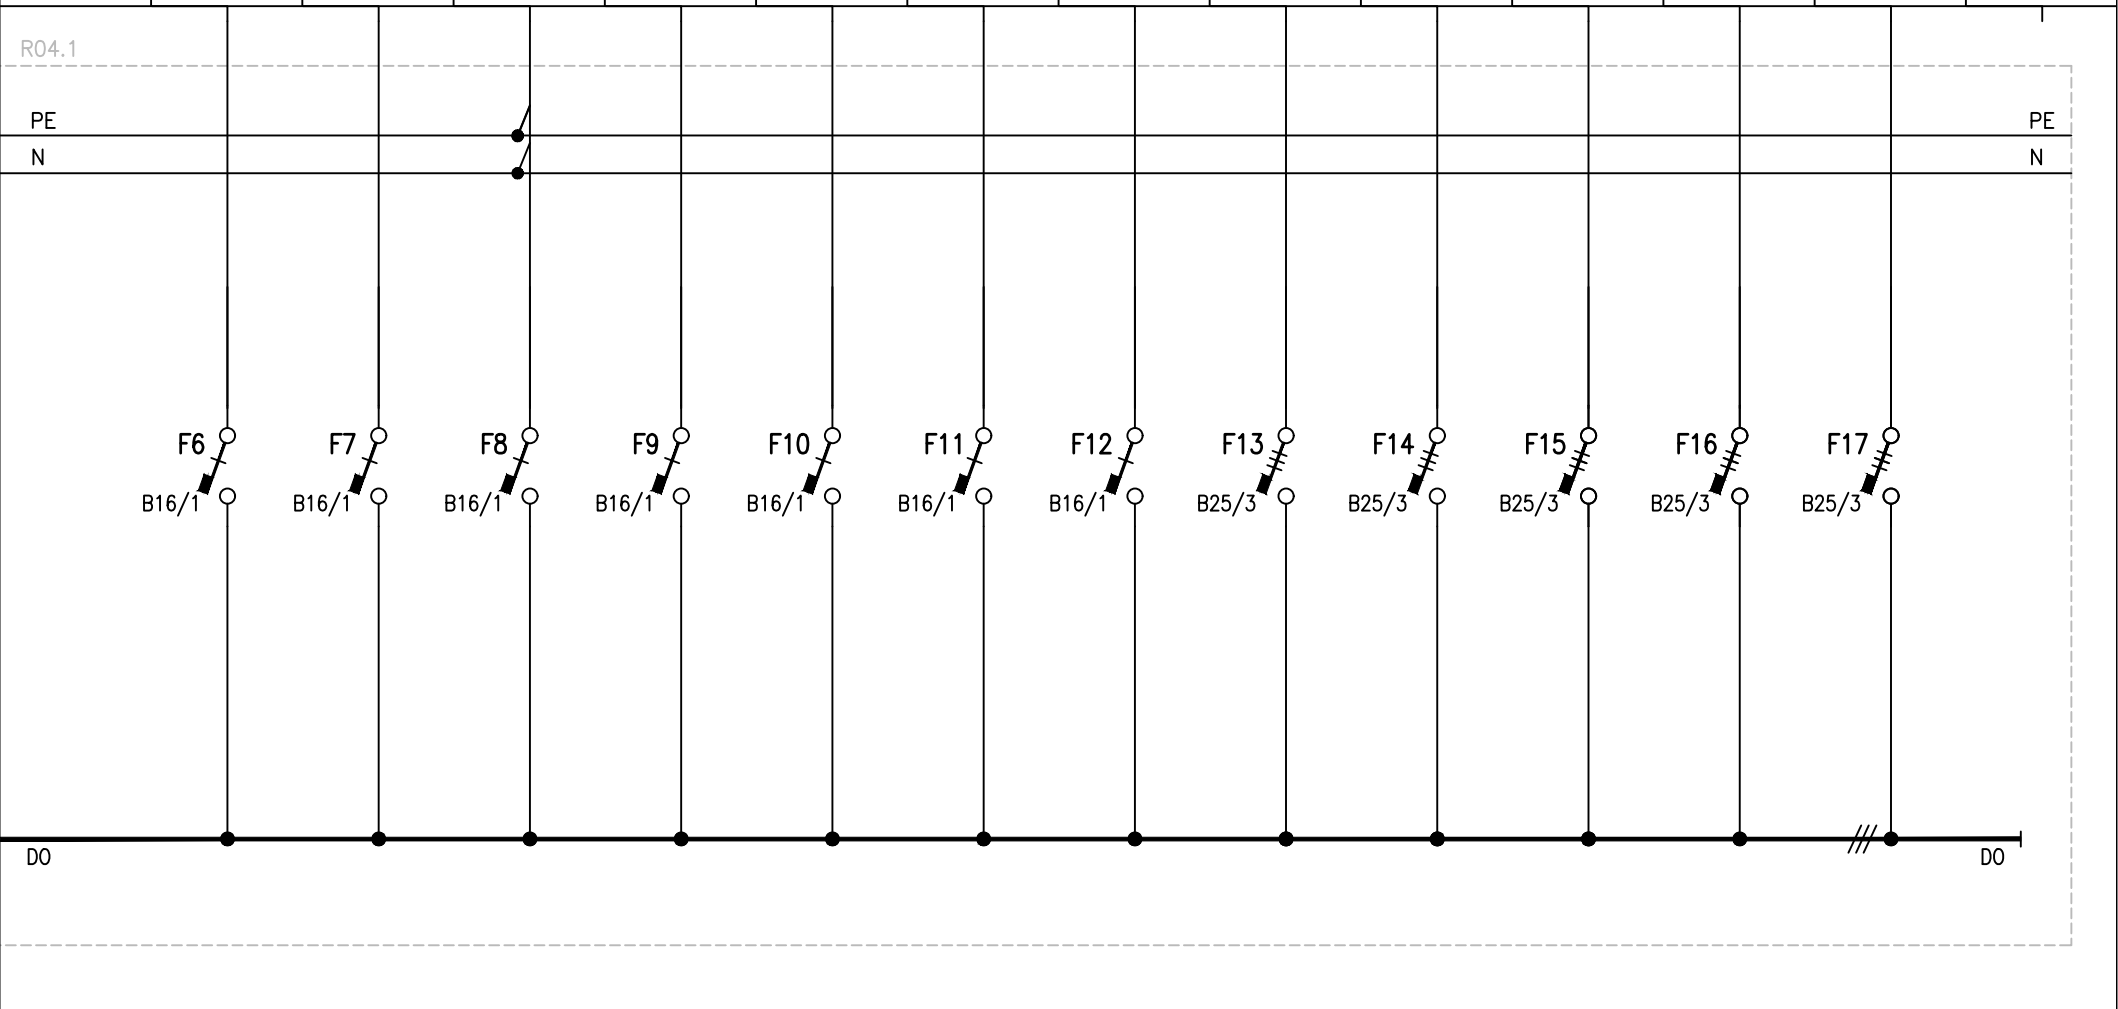 R04.1
PE PE
N N
F6 F7 F8 F9 F10 F11 F12 F13 F14 F15 F16 F17
B16/1 B16/1 B16/1 B16/1 B16/1 B16/1 B16/1 B25/3 B25/3 B25/3 B25/3 B25/3
DO DO